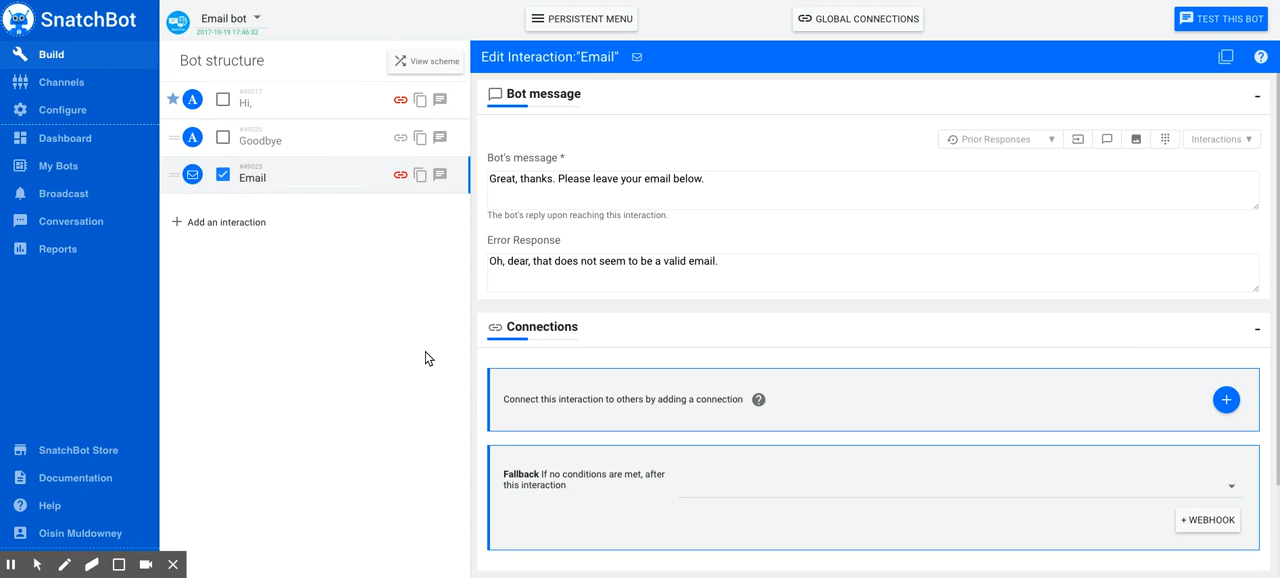 SnatchBot
Email bot
2017-10-19 17:46:32
PERSISTENT MENU
GLOBAL CONNECTIONS
TEST THIS BOT
Build
Channels
Configure
Dashboard
My Bots
Broadcast
Conversation
Reports
SnatchBot Store
Documentation
Help
Oisin Muldowney
Bot structure
View scheme
A
#49017
Hi,
A
#49020
Goodbye
#49023
Email
+ Add an interaction
Edit Interaction:"Email"
Bot message
-
Prior Responses
Interactions
Bot's message *
Great, thanks. Please leave your email below.
The bot's reply upon reaching this interaction.
Error Response
Oh, dear, that does not seem to be a valid email.
Connections
-
Connect this interaction to others by adding a connection
Fallback If no conditions are met, after
this interaction
+ WEBHOOK